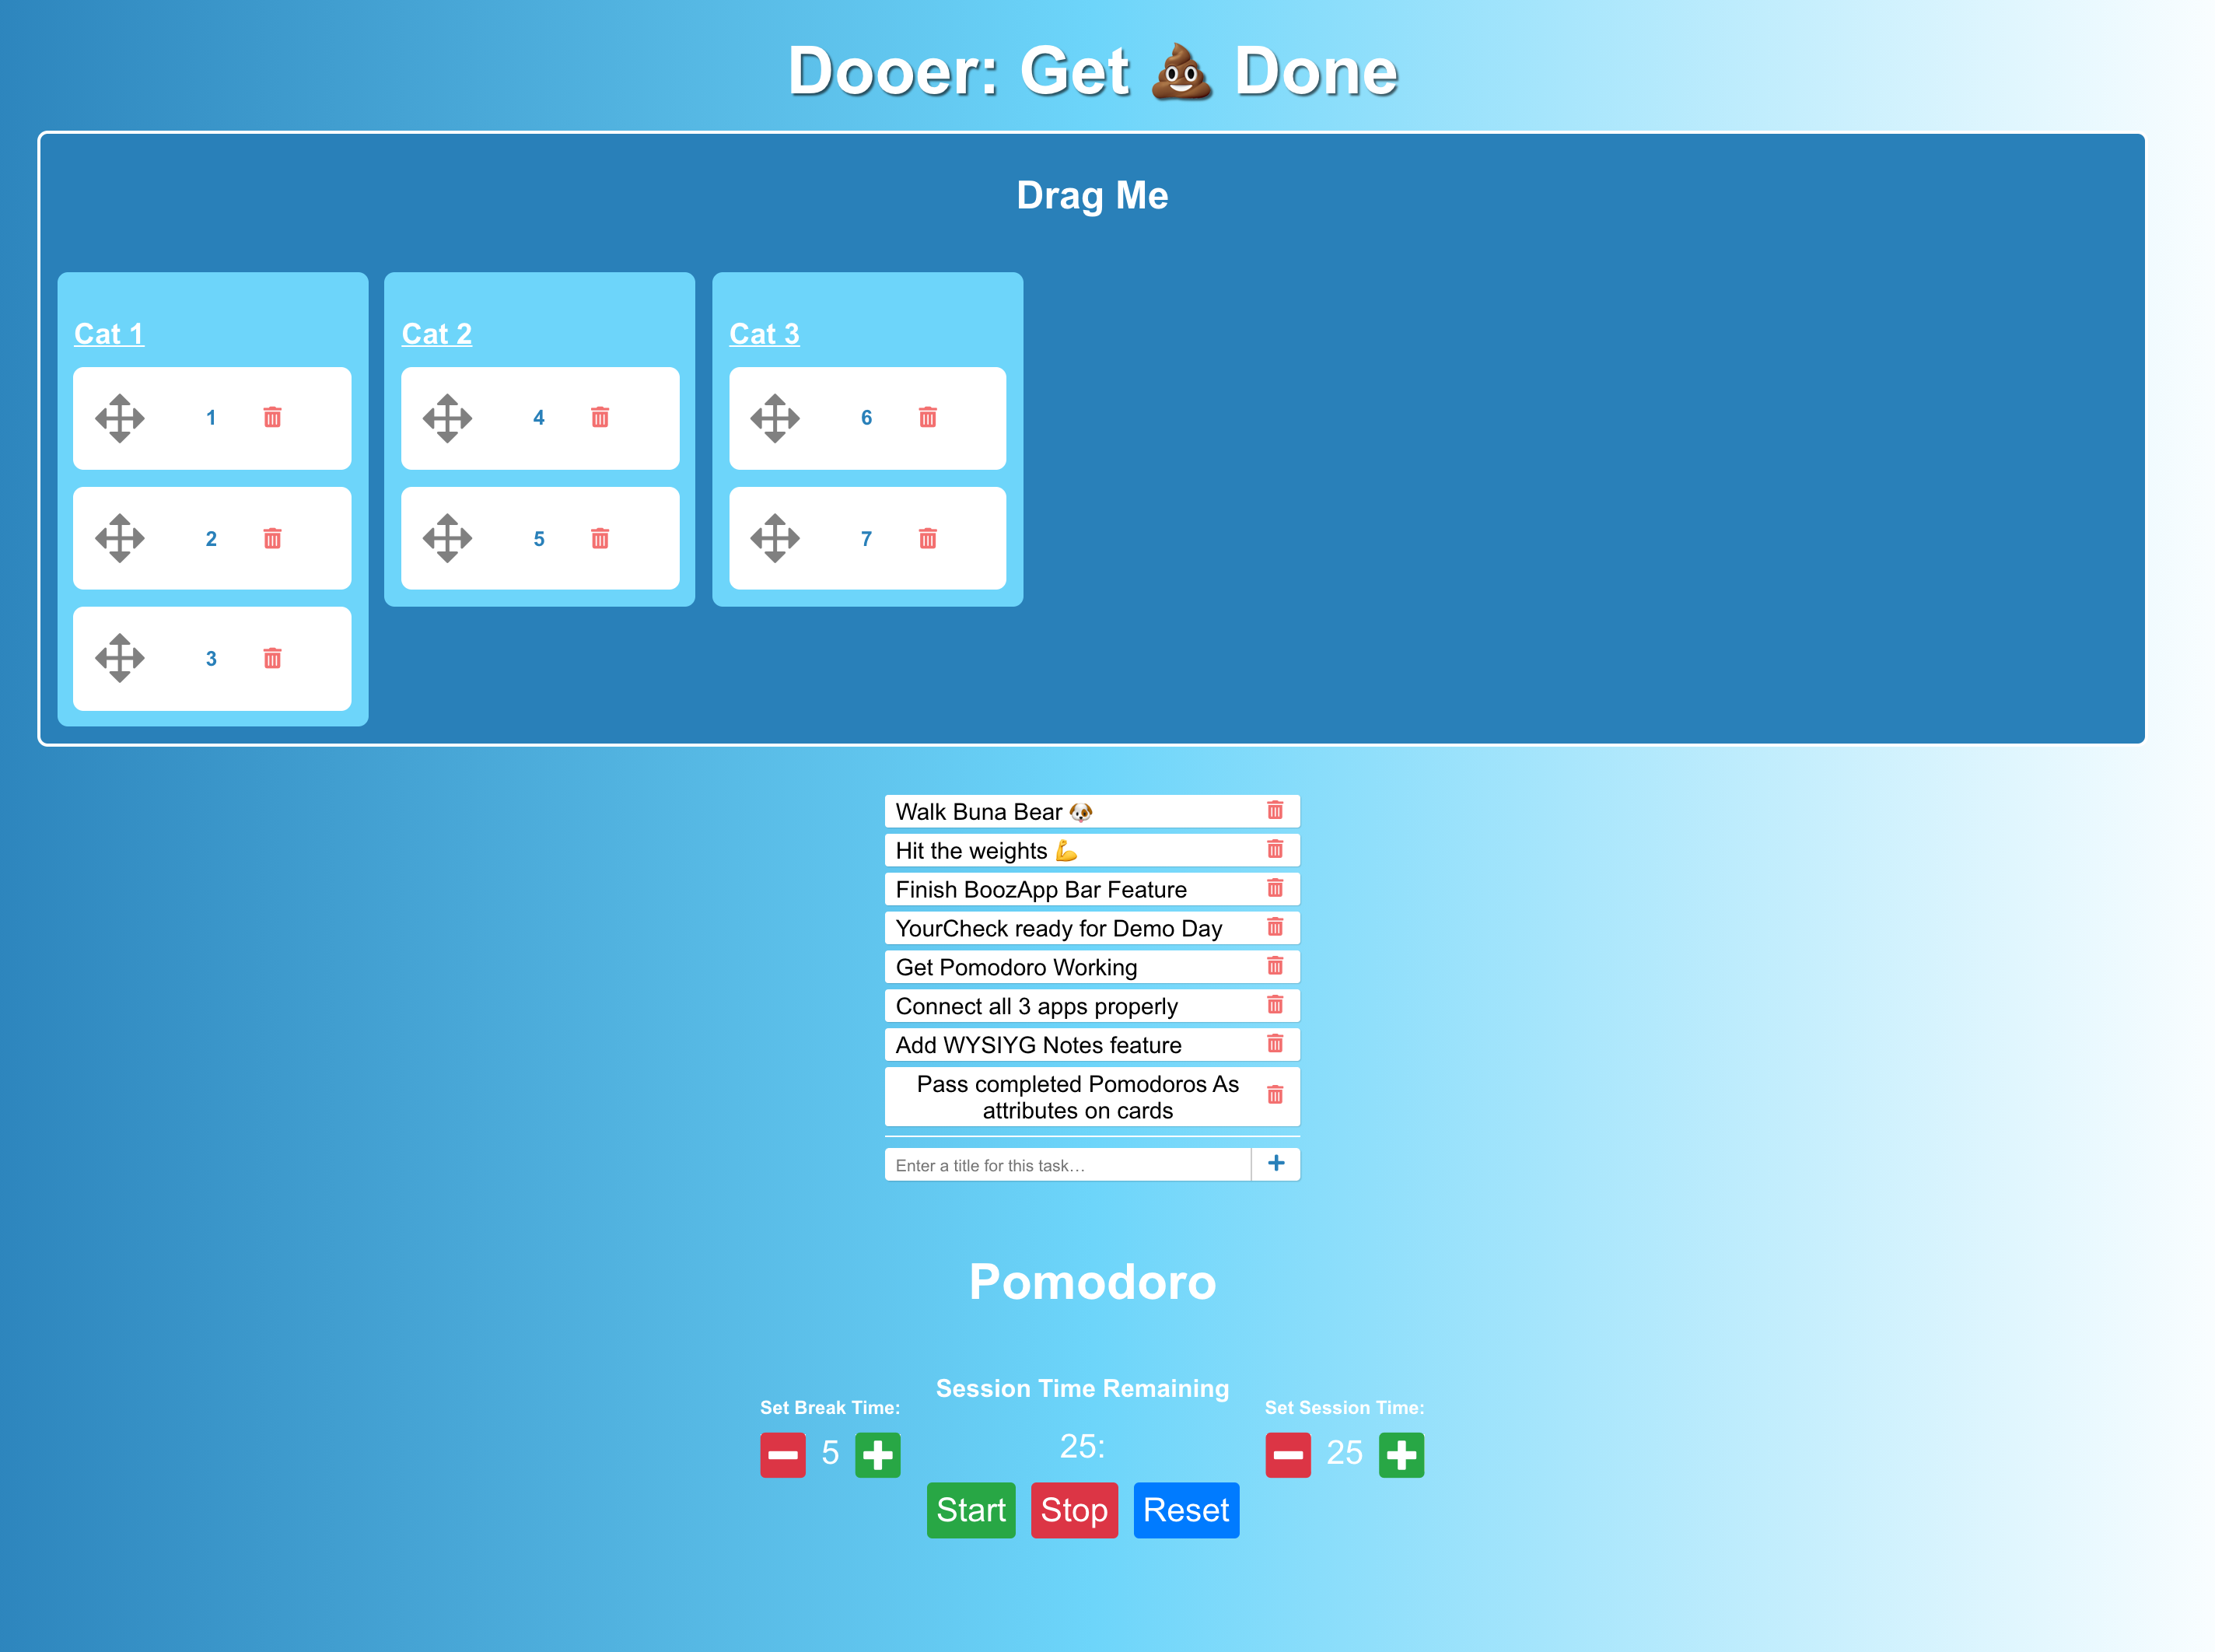 Dooer: Get 💩 Done
Drag Me
Cat 1
1
2
3
Cat 2
4
5
Cat 3
6
7
Walk Buna Bear 🐶
Hit the weights 💪
Finish BoozApp Bar Feature
YourCheck ready for Demo Day
Get Pomodoro Working
Connect all 3 apps properly
Add WYSIYG Notes feature
Pass completed Pomodoros As
attributes on cards
Enter a title for this task…
Pomodoro
Set Break Time:
5
Session Time Remaining
25:
Start Stop Reset
Set Session Time:
25